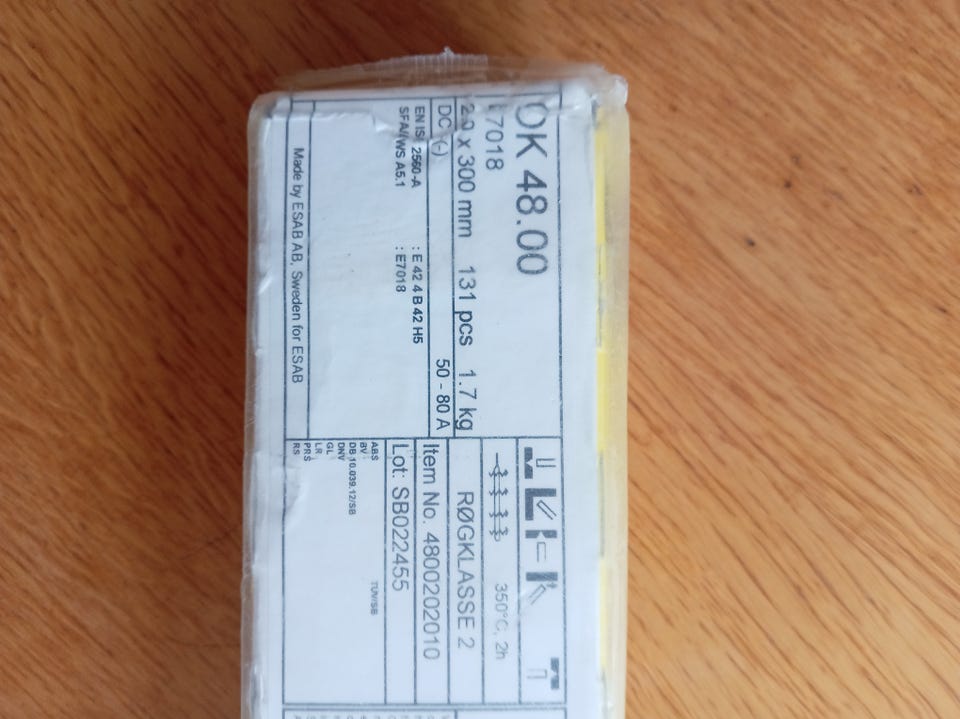 OK 48.00
E7018
2.0 x 300 mm 131 pcs 1.7 kg
DC (-) 50 - 80 A
EN ISO 2560-A : E 42 4 B 42 H5
SFA/AWS A5.1 : E7018
Made by ESAB AB, Sweden for ESAB
350°C, 2h
RØGKLASSE 2
Item No. 4800202010
Lot: SB022455
ABS
BV
DB 10.039.12/SB
DNV
GL
LR
PRS
RS
TÜV/SB